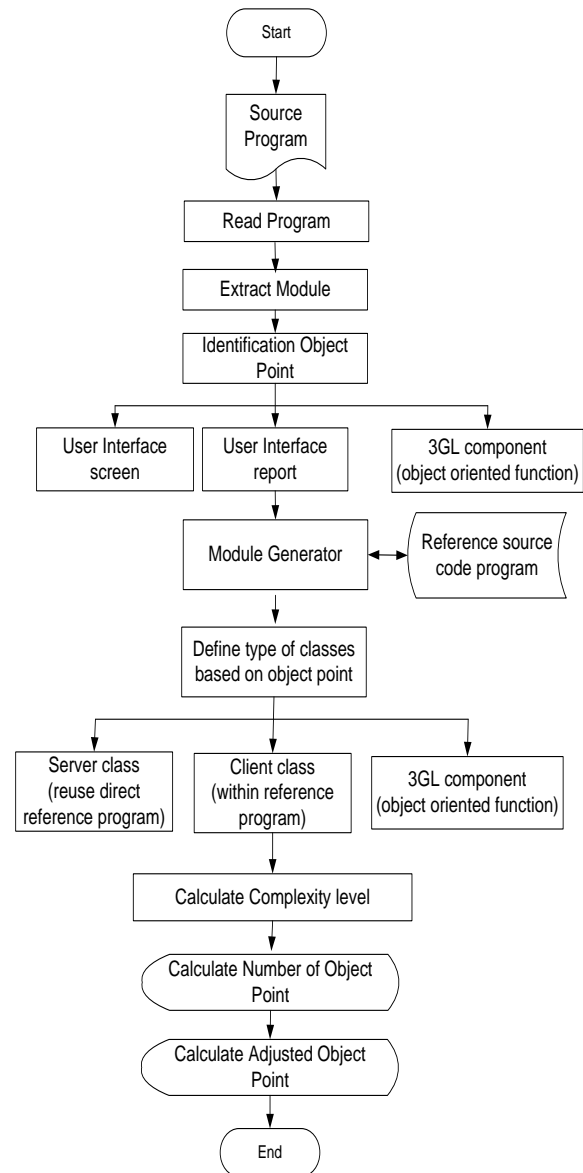 Start
Source
Program
Read Program
Extract Module
Identification Object
Point
User Interface
screen
User Interface
report
3GL component
(object oriented function)
Module Generator
Reference source
code program
Define type of classes
based on object point
Server class
(reuse direct
reference program)
Client class
(within reference
program)
3GL component
(object oriented function)
Calculate Complexity level
Calculate Number of Object
Point
Calculate Adjusted Object
Point
End